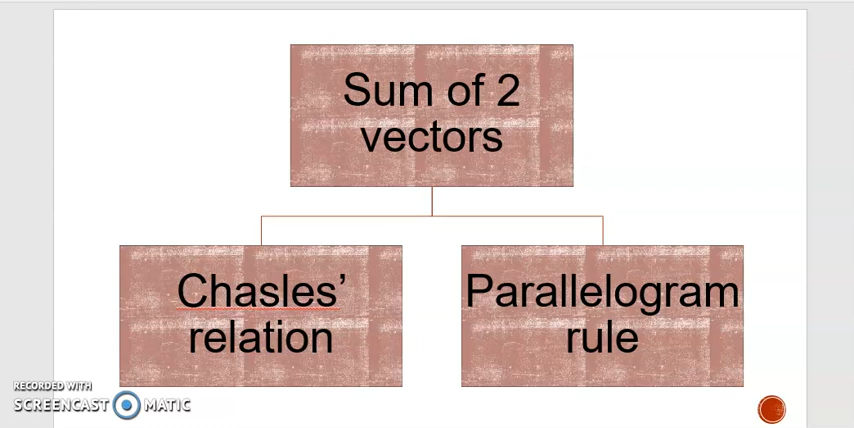 Sum of 2
vectors
Chasles’
relation
Parallelogram
rule
RECORDED WITH
SCREENCAST MATIC